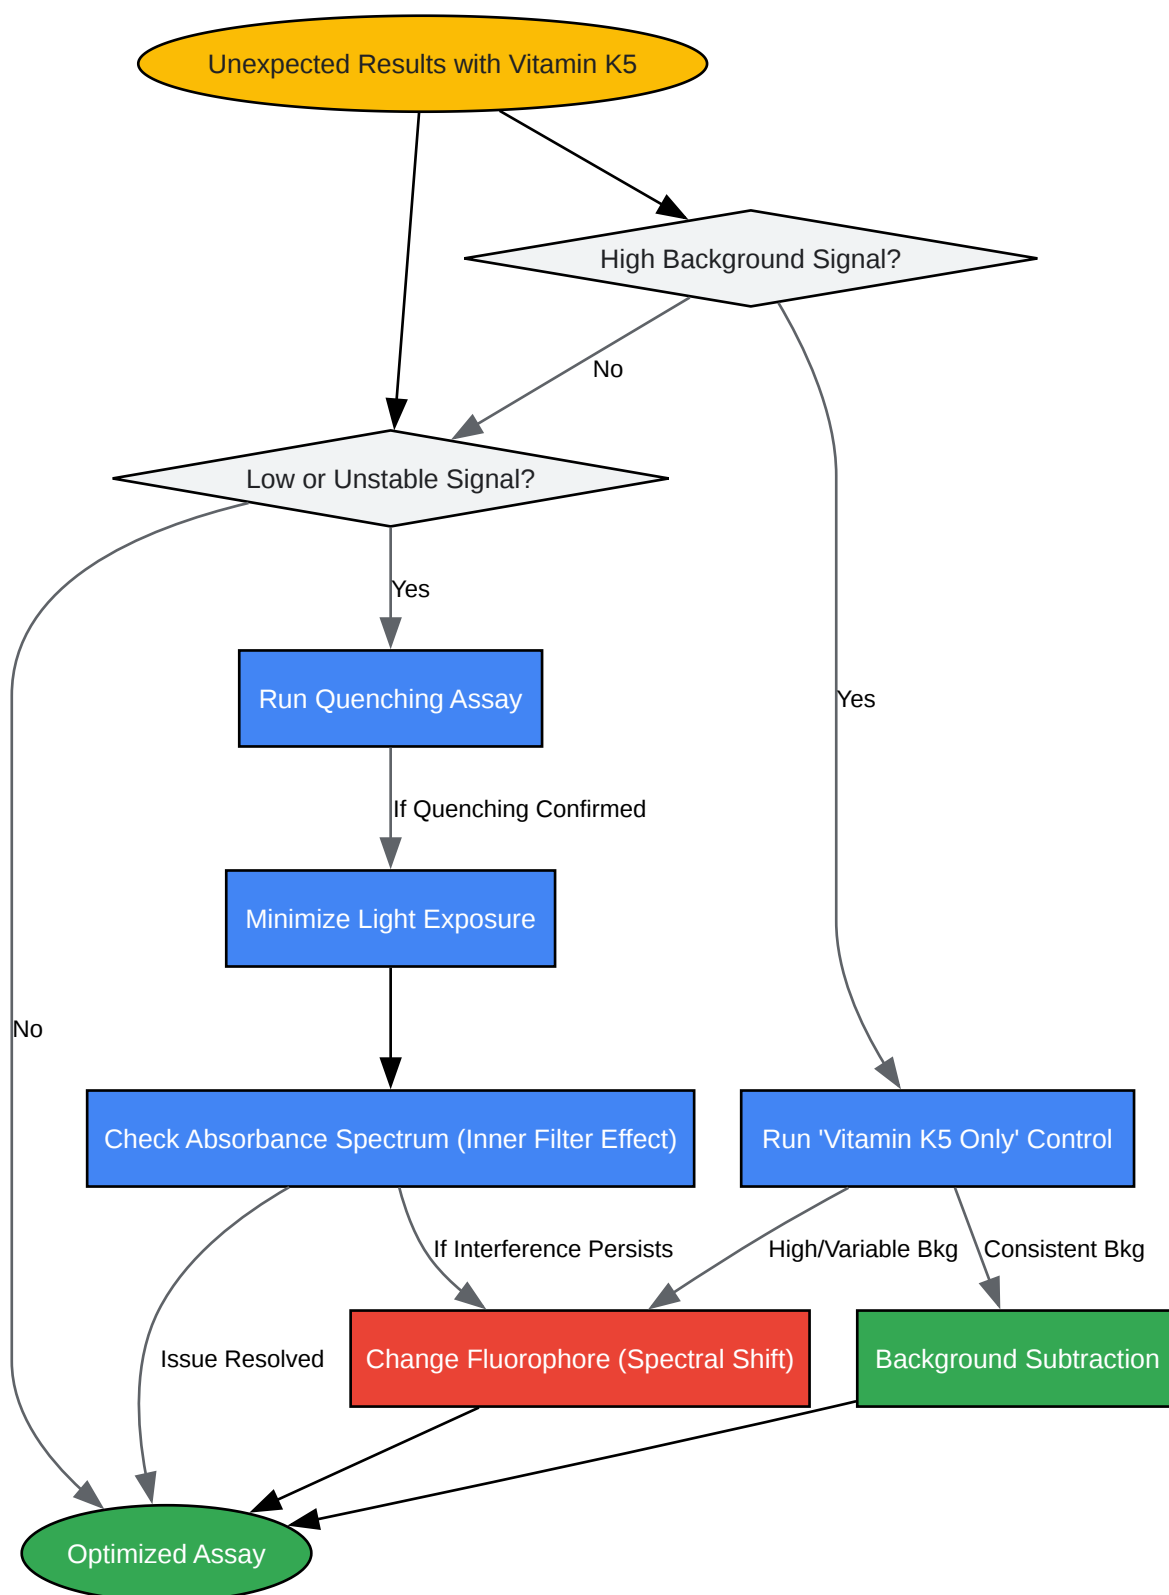 Unexpected Results with Vitamin K5
High Background Signal?
No
Low or Unstable Signal?
Yes
Run Quenching Assay
Yes
If Quenching Confirmed
Minimize Light Exposure
No
Check Absorbance Spectrum (Inner Filter Effect)
Run 'Vitamin K5 Only' Control
If Interference Persists
High/Variable Bkg
Consistent Bkg
Issue Resolved
Change Fluorophore (Spectral Shift)
Background Subtraction
Optimized Assay